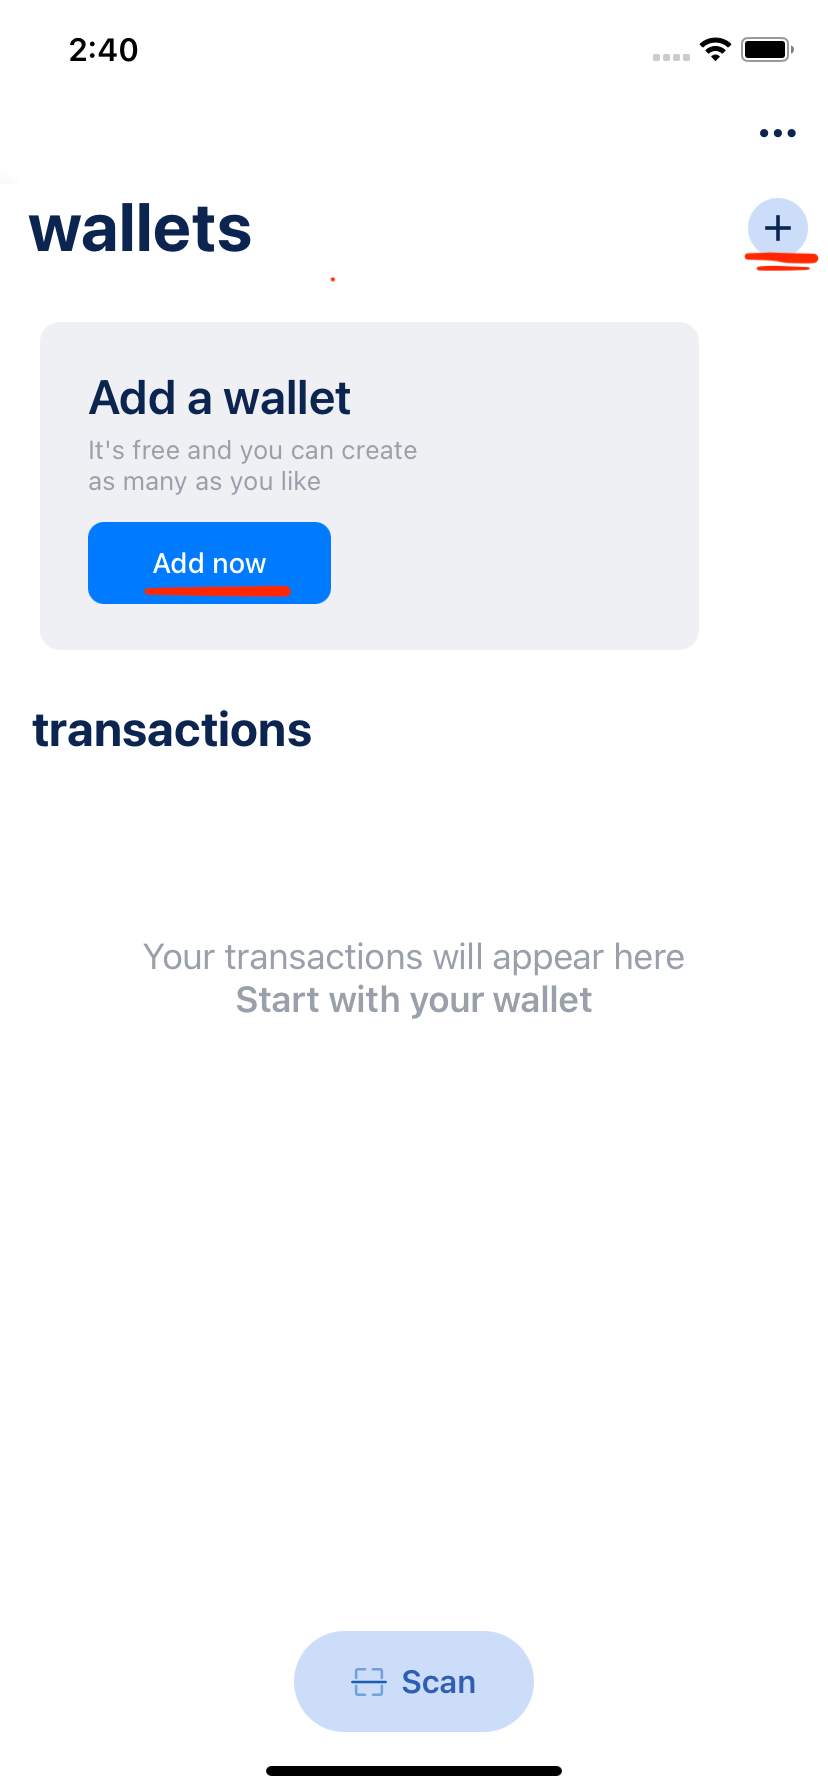 2:40
wallets
Add a wallet
It's free and you can create
as many as you like
Add now
transactions
Your transactions will appear here
Start with your wallet
Scan